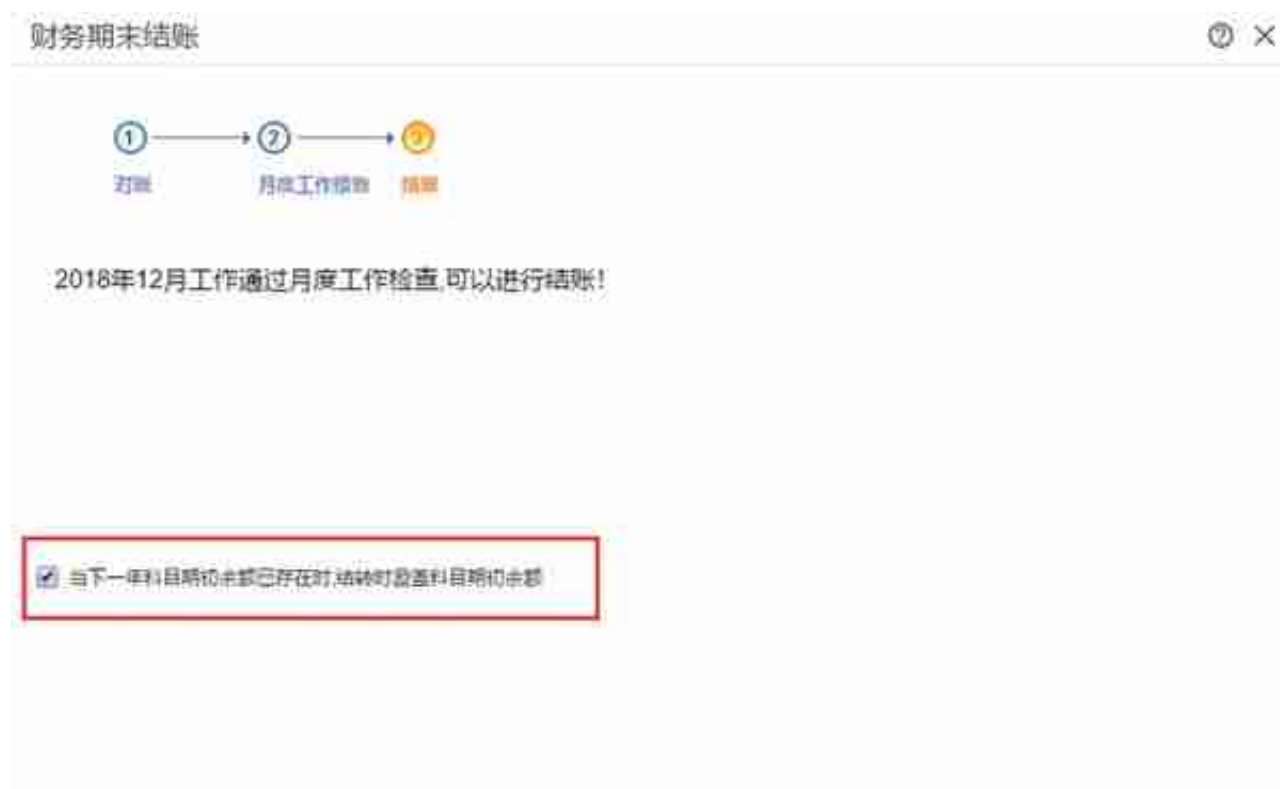 财务期末结账
1 2 3
对账 月度工作检查 结账
2018年12月工作通过月度工作检查,可以进行结账!
当下一年科目期初余额已存在时,结转时覆盖科目期初余额